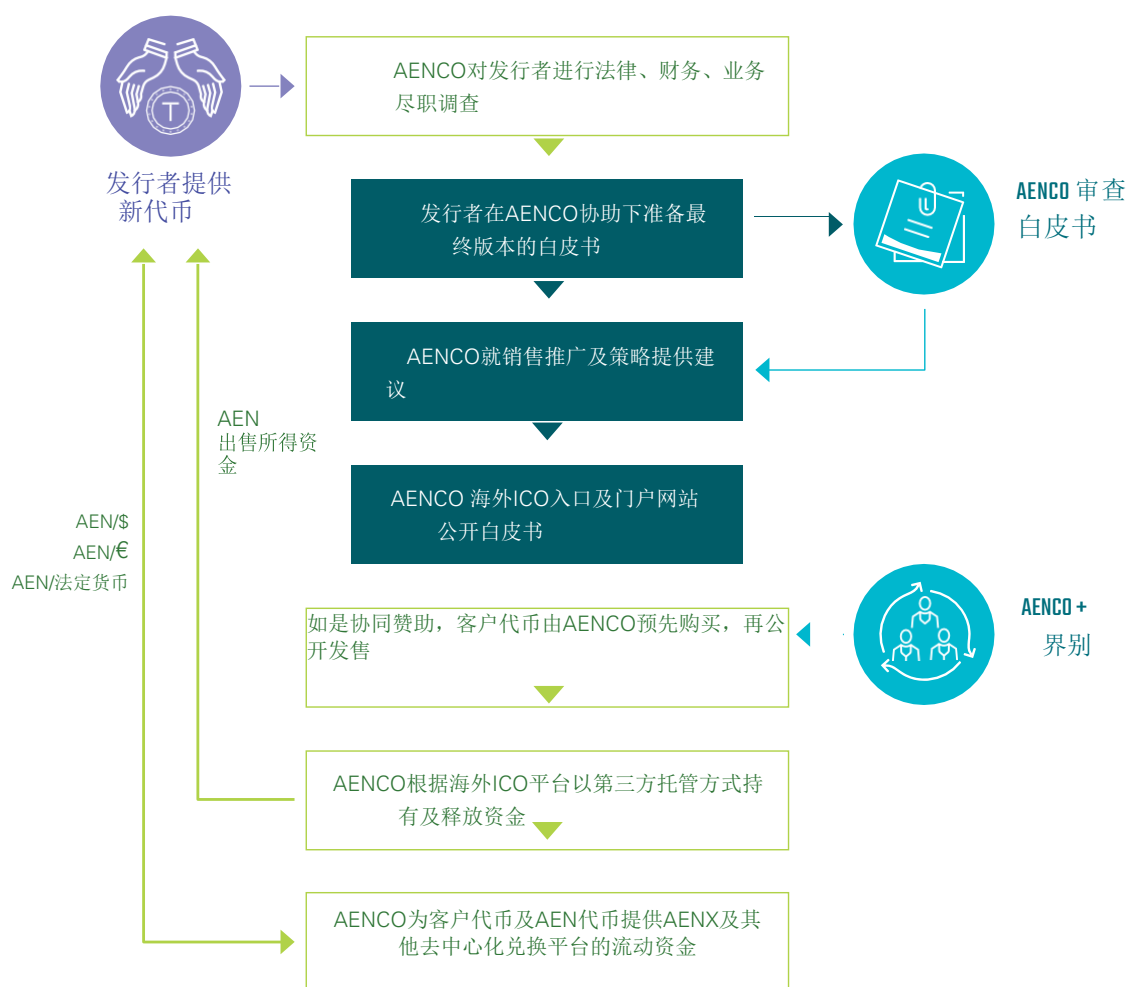 T
AENCO对发行者进行法律、财务、业务
尽职调查
发行者提供
新代币
发行者在AENCO协助下准备最
终版本的白皮书
AENCO 审查
白皮书
AENCO就销售推广及策略提供建
议
AEN
出售所得资
金
AENCO 海外ICO入口及门户网站
公开白皮书
AEN/$
AEN/€
AEN/法定货币
如是协同赞助，客户代币由AENCO预先购买，再公
开发售
AENCO +
界别
AENCO根据海外ICO平台以第三方托管方式持
有及释放资金
AENCO为客户代币及AEN代币提供AENX及其
他去中心化兑换平台的流动资金